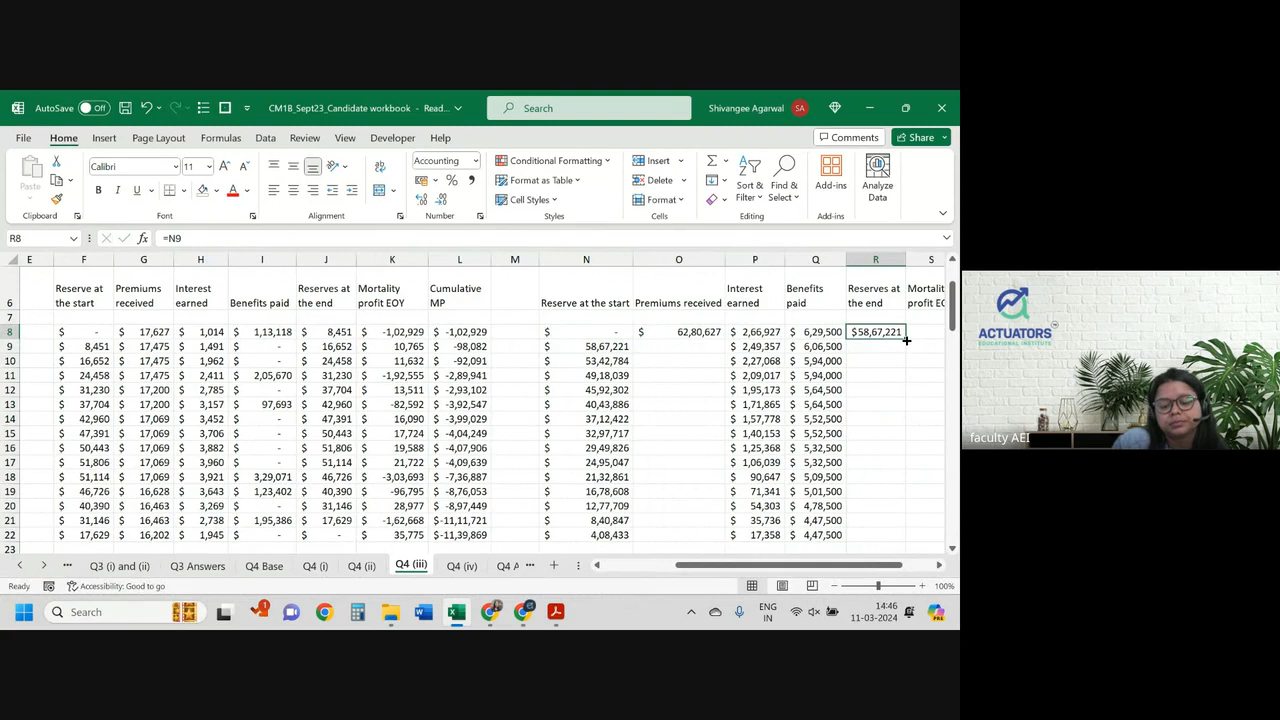 AutoSave Off CM1B_Sept23_Candidate workbook - Read... Search Shivangee Agarwal SA
File Home Insert Page Layout Formulas Data Review View Developer Help Comments Share
Paste Calibri 11 B I U Accounting Conditional Formatting Format as Table Cell Styles Insert Delete Format Sort & Filter Find & Select Add-ins Analyze Data
Clipboard Font Alignment Number Styles Cells Editing Add-ins
R8 fx =N9
E F G H I J K L M N O P Q R S
6 Reserve at the start Premiums received Interest earned Benefits paid Reserves at the end Mortality profit EOY Cumulative MP Reserve at the start Premiums received Interest earned Benefits paid Reserves at the end
7
8 $ - $ 17,627 $ 1,014 $ 1,13,118 $ 8,451 $ -1,02,929 $ -1,02,929 $ - $ 62,80,627 $ 2,66,927 $ 6,29,500 $58,67,221
9 $ 8,451 $ 17,475 $ 1,491 $ - $ 16,652 $ 10,765 $ -98,082 $ 58,67,221 $ 2,49,357 $ 6,06,500
10 $ 16,652 $ 17,475 $ 1,962 $ - $ 24,458 $ 11,632 $ -92,091 $ 53,42,784 $ 2,27,068 $ 5,94,000
11 $ 24,458 $ 17,475 $ 2,411 $ 2,05,670 $ 31,230 $ -1,92,555 $ -2,89,941 $ 49,18,039 $ 2,09,017 $ 5,94,000
12 $ 31,230 $ 17,200 $ 2,785 $ - $ 37,704 $ 13,511 $ -2,93,102 $ 45,92,302 $ 1,95,173 $ 5,64,500
13 $ 37,704 $ 17,200 $ 3,157 $ 97,693 $ 42,960 $ -82,592 $ -3,92,547 $ 40,43,886 $ 1,71,865 $ 5,64,500
14 $ 42,960 $ 17,069 $ 3,452 $ - $ 47,391 $ 16,090 $ -3,99,029 $ 37,12,422 $ 1,57,778 $ 5,52,500
15 $ 47,391 $ 17,069 $ 3,706 $ - $ 50,443 $ 17,724 $ -4,04,249 $ 32,97,717 $ 1,40,153 $ 5,52,500
16 $ 50,443 $ 17,069 $ 3,882 $ - $ 51,806 $ 19,588 $ -4,07,906 $ 29,49,826 $ 1,25,368 $ 5,32,500
17 $ 51,806 $ 17,069 $ 3,960 $ - $ 51,114 $ 21,722 $ -4,09,639 $ 24,95,047 $ 1,06,039 $ 5,32,500
18 $ 51,114 $ 17,069 $ 3,921 $ 3,29,071 $ 46,726 $ -3,03,693 $ -7,36,887 $ 21,32,861 $ 90,647 $ 5,09,500
19 $ 46,726 $ 16,628 $ 3,643 $ 1,23,402 $ 40,390 $ -96,795 $ -8,76,053 $ 16,78,608 $ 71,341 $ 5,01,500
20 $ 40,390 $ 16,463 $ 3,269 $ - $ 31,146 $ 28,977 $ -8,97,449 $ 12,77,709 $ 54,303 $ 4,78,500
21 $ 31,146 $ 16,463 $ 2,738 $ 1,95,386 $ 17,629 $ -1,62,668 $-11,11,721 $ 8,40,847 $ 35,736 $ 4,47,500
22 $ 17,629 $ 16,202 $ 1,945 $ - $ - $ 35,775 $-11,39,869 $ 4,08,433 $ 17,358 $ 4,47,500
23
Q3 (i) and (ii) Q3 Answers Q4 Base Q4 (i) Q4 (ii) Q4 (iii) Q4 (iv) Q4 A ...
Ready Accessibility: Good to go 100%
Search ENG IN 14:46 11-03-2024
ACTUATORS
EDUCATIONAL INSTITUTE
faculty AEI